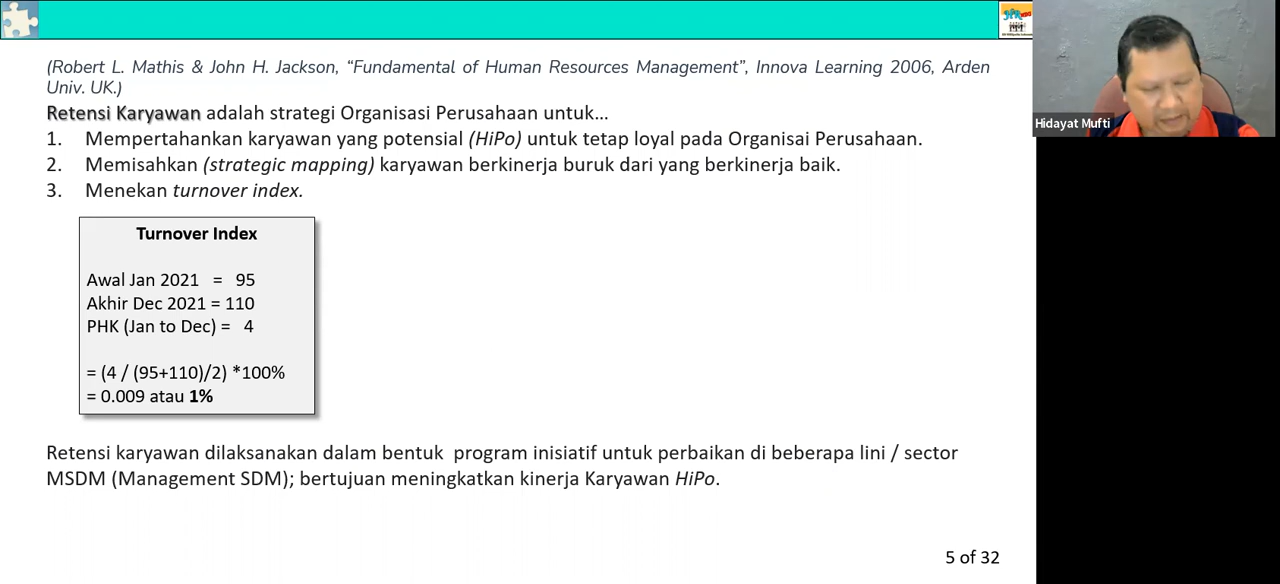 (Robert L. Mathis & John H. Jackson, “Fundamental of Human Resources Management”, Innova Learning 2006, Arden
Univ. UK.)
Retensi Karyawan adalah strategi Organisasi Perusahaan untuk...
1. Mempertahankan karyawan yang potensial (HiPo) untuk tetap loyal pada Organisai Perusahaan.
2. Memisahkan (strategic mapping) karyawan berkinerja buruk dari yang berkinerja baik.
3. Menekan turnover index.
Turnover Index
Awal Jan 2021 = 95
Akhir Dec 2021 = 110
PHK (Jan to Dec) = 4
= (4 / (95+110)/2) *100%
= 0.009 atau 1%
Retensi karyawan dilaksanakan dalam bentuk program inisiatif untuk perbaikan di beberapa lini / sector
MSDM (Management SDM); bertujuan meningkatkan kinerja Karyawan HiPo.
5 of 32
Hidayat Mufti